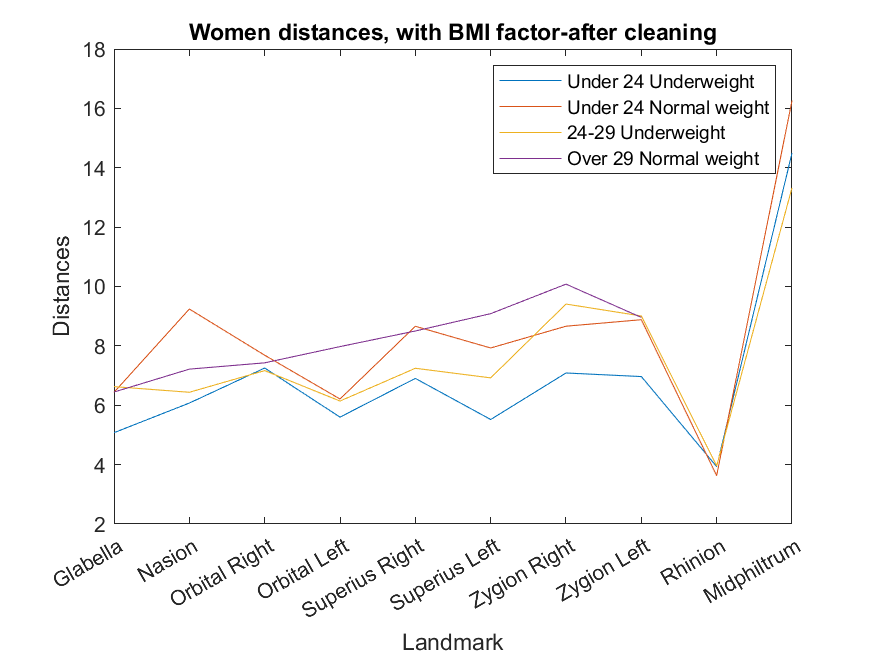 Women distances, with BMI factor-after cleaning
18
16
14
12
10
8
6
4
2
Distances
Under 24 Underweight
Under 24 Normal weight
24-29 Underweight
Over 29 Normal weight
Glabella
Nasion
Orbital Right
Orbital Left
Superius Right
Superius Left
Zygion Right
Zygion Left
Rhinion
Midphiltrum
Landmark